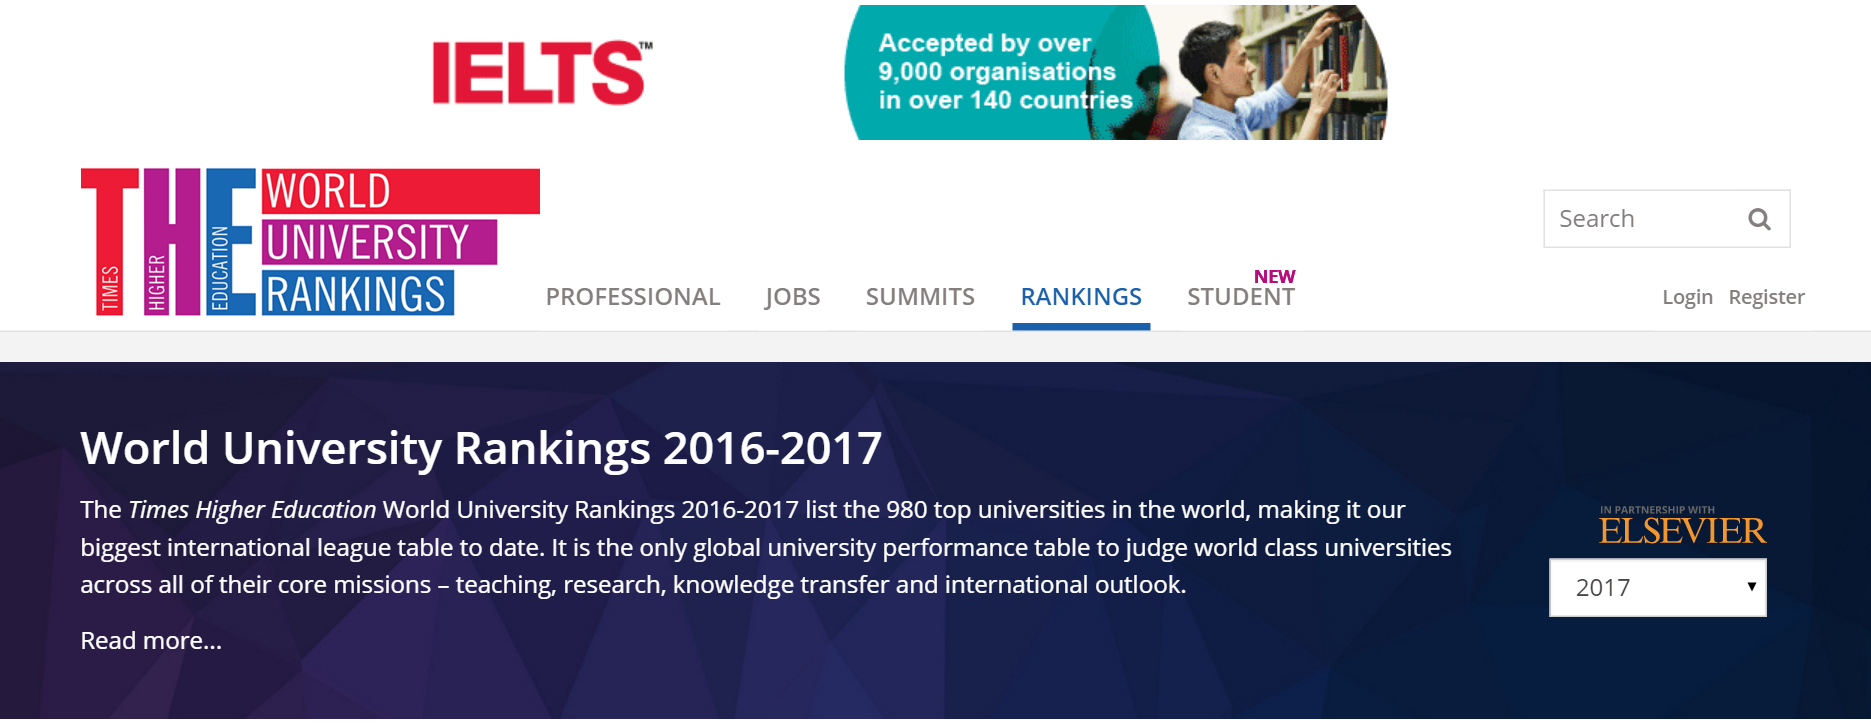 IELTS™
Accepted by over
9,000 organisations
in over 140 countries
TIMES
HIGHER
EDUCATION
THE
WORLD
UNIVERSITY
RANKINGS
Search
PROFESSIONAL JOBS SUMMITS RANKINGS STUDENT NEW
Login Register
World University Rankings 2016-2017
The Times Higher Education World University Rankings 2016-2017 list the 980 top universities in the world, making it our
biggest international league table to date. It is the only global university performance table to judge world class universities
across all of their core missions – teaching, research, knowledge transfer and international outlook.
Read more...
IN PARTNERSHIP WITH
ELSEVIER
2017